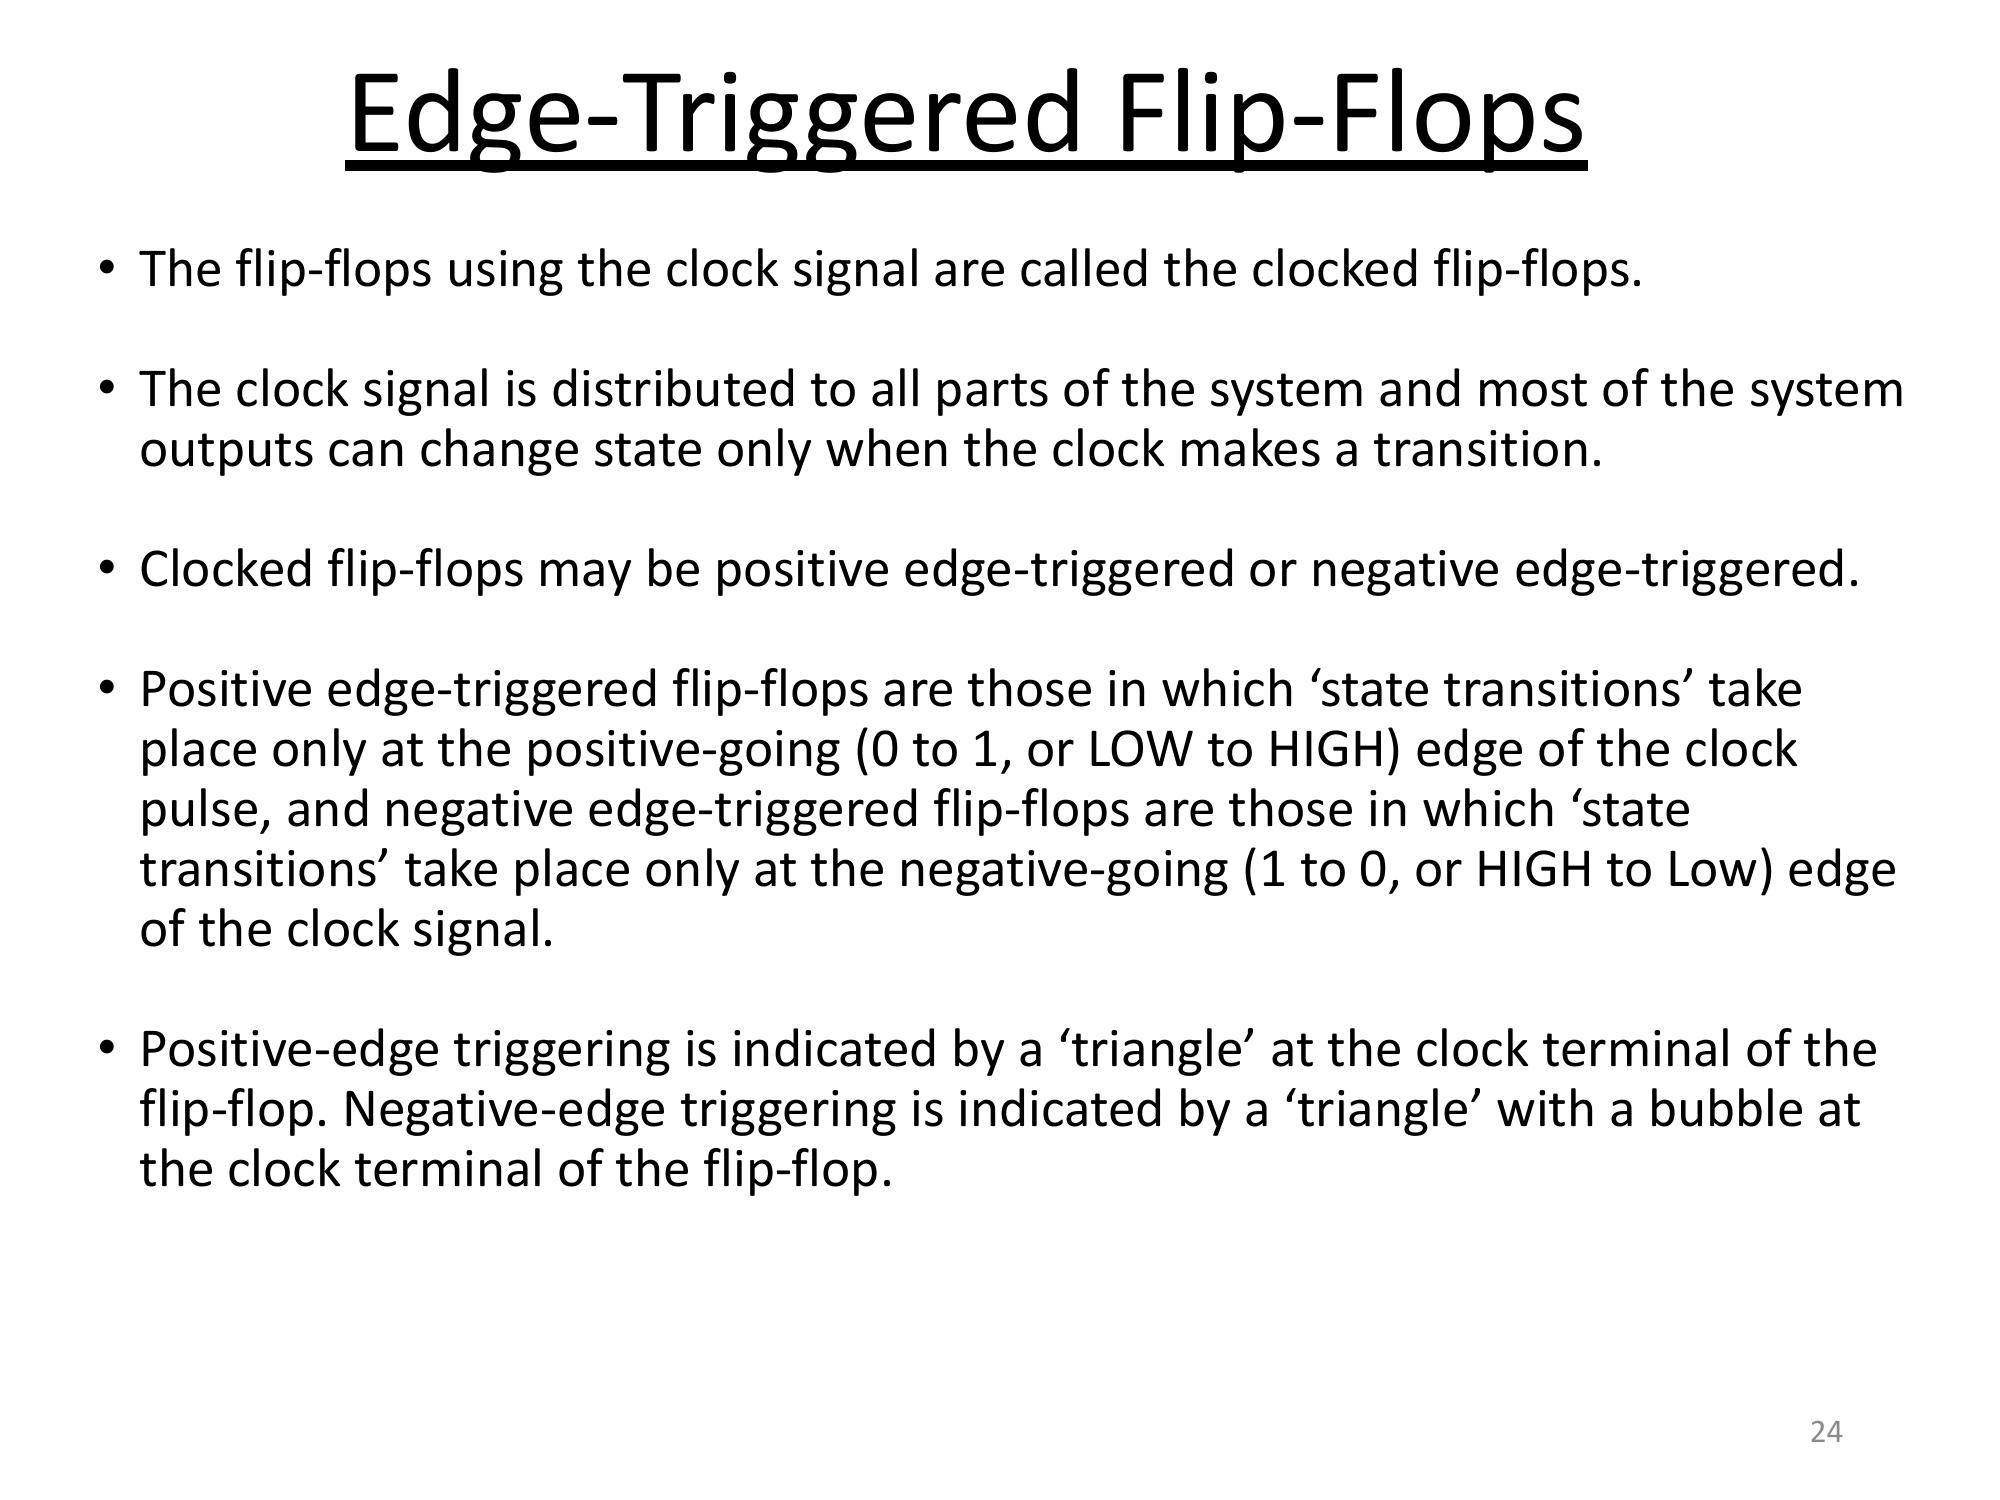 Edge-Triggered Flip-Flops
• The flip-flops using the clock signal are called the clocked flip-flops.
• The clock signal is distributed to all parts of the system and most of the system
outputs can change state only when the clock makes a transition.
• Clocked flip-flops may be positive edge-triggered or negative edge-triggered.
• Positive edge-triggered flip-flops are those in which ‘state transitions’ take
place only at the positive-going (0 to 1, or LOW to HIGH) edge of the clock
pulse, and negative edge-triggered flip-flops are those in which ‘state
transitions’ take place only at the negative-going (1 to 0, or HIGH to Low) edge
of the clock signal.
• Positive-edge triggering is indicated by a ‘triangle’ at the clock terminal of the
flip-flop. Negative-edge triggering is indicated by a ‘triangle’ with a bubble at
the clock terminal of the flip-flop.
24